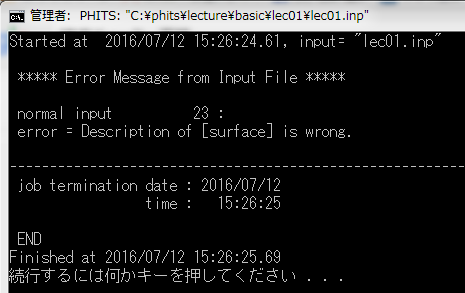 管理者: PHITS: "C:¥phits¥lecture¥basic¥lec01¥lec01.inp"
Started at  2016/07/12 15:26:24.61, input= "lec01.inp"
***** Error Message from Input File *****
normal input          23 :
error = Description of [surface] is wrong.
------------------------------------------------------------
job termination date : 2016/07/12
time :   15:26:25
END
Finished at 2016/07/12 15:26:25.69
続行するには何かキーを押してください . . .